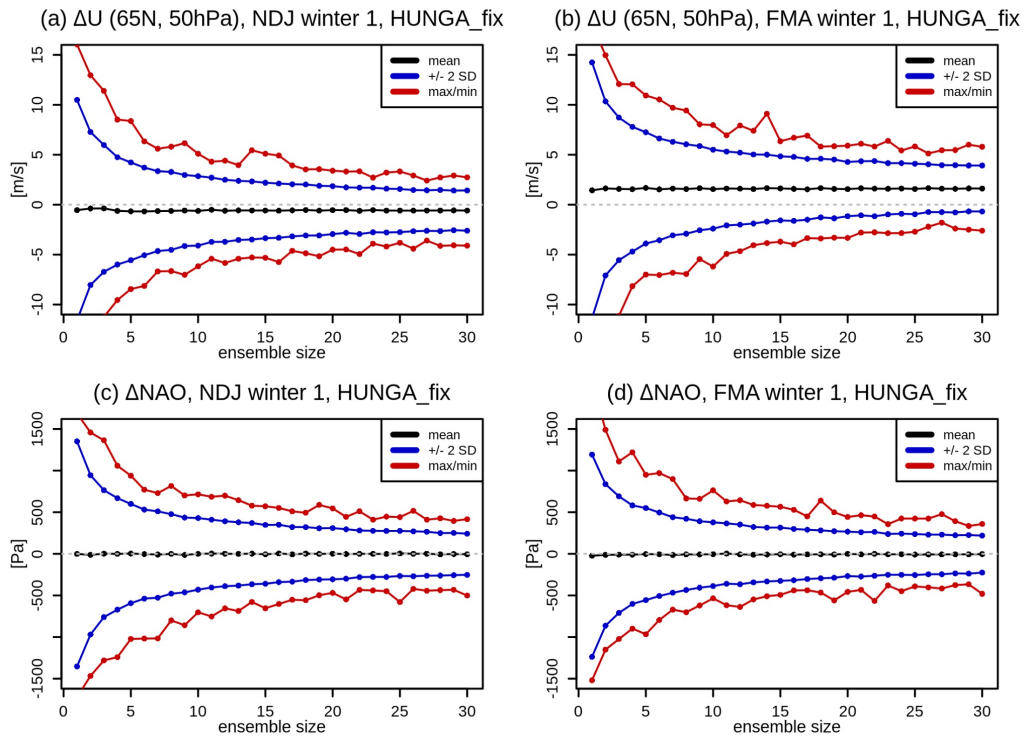 (a) ΔU (65N, 50hPa), NDJ winter 1, HUNGA_fix
15
10
5
0
-5
-10
[m/s]
mean
+/- 2 SD
max/min
0 5 10 15 20 25 30
ensemble size
(b) ΔU (65N, 50hPa), FMA winter 1, HUNGA_fix
15
10
5
0
-5
-10
[m/s]
mean
+/- 2 SD
max/min
0 5 10 15 20 25 30
ensemble size
(c) ΔNAO, NDJ winter 1, HUNGA_fix
1500
500
0
-500
-1500
[Pa]
mean
+/- 2 SD
max/min
0 5 10 15 20 25 30
ensemble size
(d) ΔNAO, FMA winter 1, HUNGA_fix
1500
500
0
-500
-1500
[Pa]
mean
+/- 2 SD
max/min
0 5 10 15 20 25 30
ensemble size